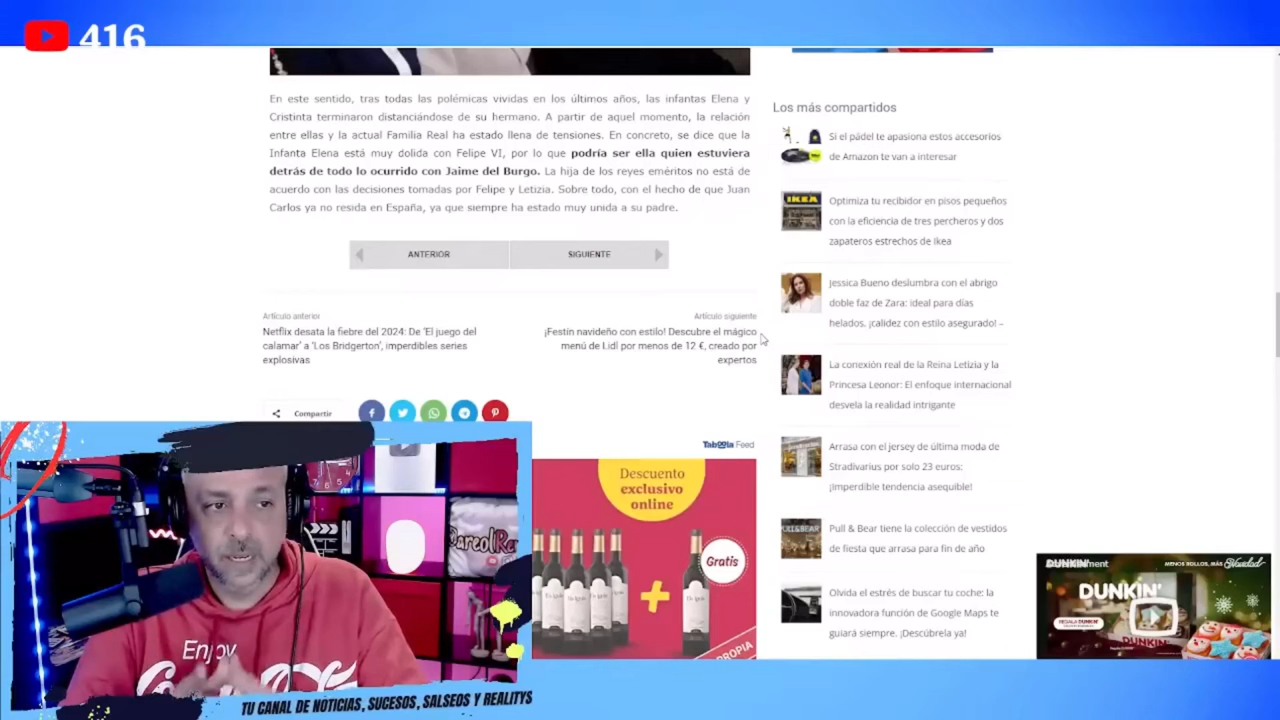 416
En este sentido, tras todas las polémicas vividas en los últimos años, las infantas Elena y
Cristinta terminaron distanciándose de su hermano. A partir de aquel momento, la relación
entre ellas y la actual Familia Real ha estado llena de tensiones. En concreto, se dice que la
Infanta Elena está muy dolida con Felipe VI, por lo que podría ser ella quien estuviera
detrás de todo lo ocurrido con Jaime del Burgo. La hija de los reyes eméritos no está de
acuerdo con las decisiones tomadas por Felipe y Letizia. Sobre todo, con el hecho de que Juan
Carlos ya no resida en España, ya que siempre ha estado muy unida a su padre.
ANTERIOR
SIGUIENTE
Artículo anterior
Netflix desata la fiebre del 2024: De 'El juego del
calamar' a 'Los Bridgerton', imperdibles series
explosivas
Artículo siguiente
¡Festín navideño con estilo! Descubre el mágico
menú de Lidl por menos de 12 €, creado por
expertos
Compartir
Los más compartidos
Si el pádel te apasiona estos accesorios
de Amazon te van a interesar
IKEA
Optimiza tu recibidor en pisos pequeños
con la eficiencia de tres percheros y dos
zapateros estrechos de Ikea
Jessica Bueno deslumbra con el abrigo
doble faz de Zara: ideal para días
helados, ¡calidez con estilo asegurado! –
La conexión real de la Reina Letizia y la
Princesa Leonor: El enfoque internacional
desvela la realidad intrigante
Arrasa con el jersey de última moda de
Stradivarius por solo 23 euros:
¡Imperdible tendencia asequible!
Pull & Bear tiene la colección de vestidos
de fiesta que arrasa para fin de año
Olvida el estrés de buscar tu coche: la
innovadora función de Google Maps te
guiará siempre. ¡Descúbrela ya!
Taboola Feed
Descuento
exclusivo
online
Gratis
MENOS ROLLOS, MÁS Navidad
DUNKIN'
REGALA DUNKIN'
DUNKIN'
Enjoy
TU CANAL DE NOTICIAS, SUCESOS, SALSEOS Y REALITYS